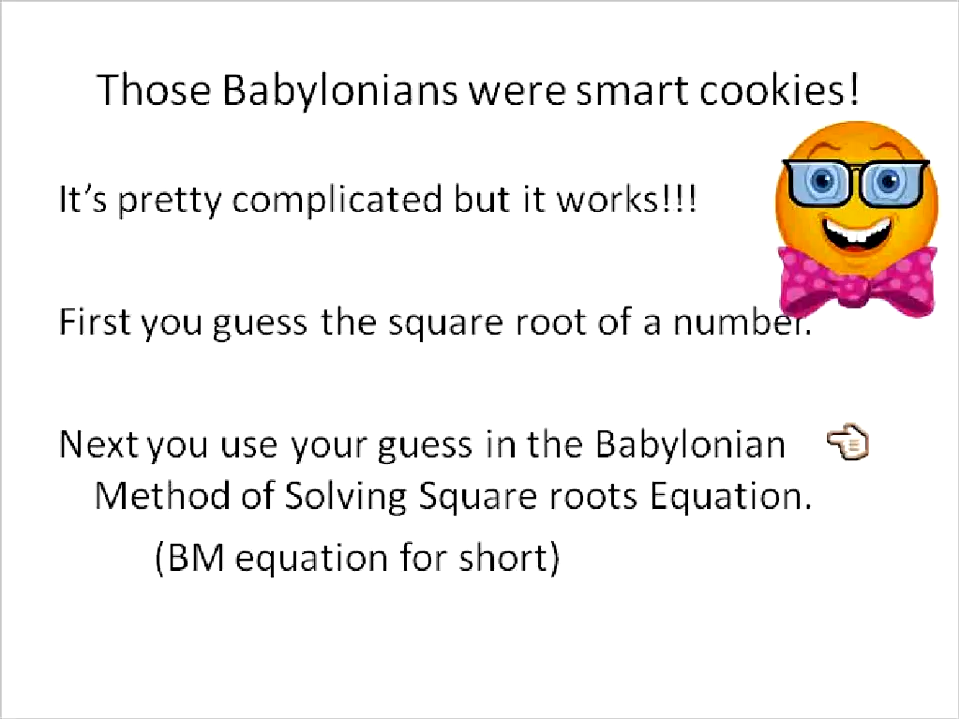 Those Babylonians were smart cookies!
It's pretty complicated but it works!!!
First you guess the square root of a number.
Next you use your guess in the Babylonian
Method of Solving Square roots Equation.
(BM equation for short)